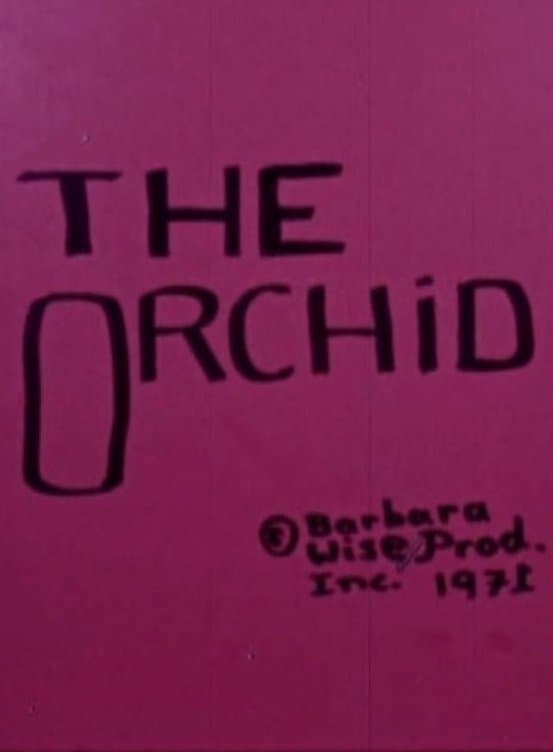 THE
ORCHiD
© Barbara
Wise Prod.
Inc. 1971